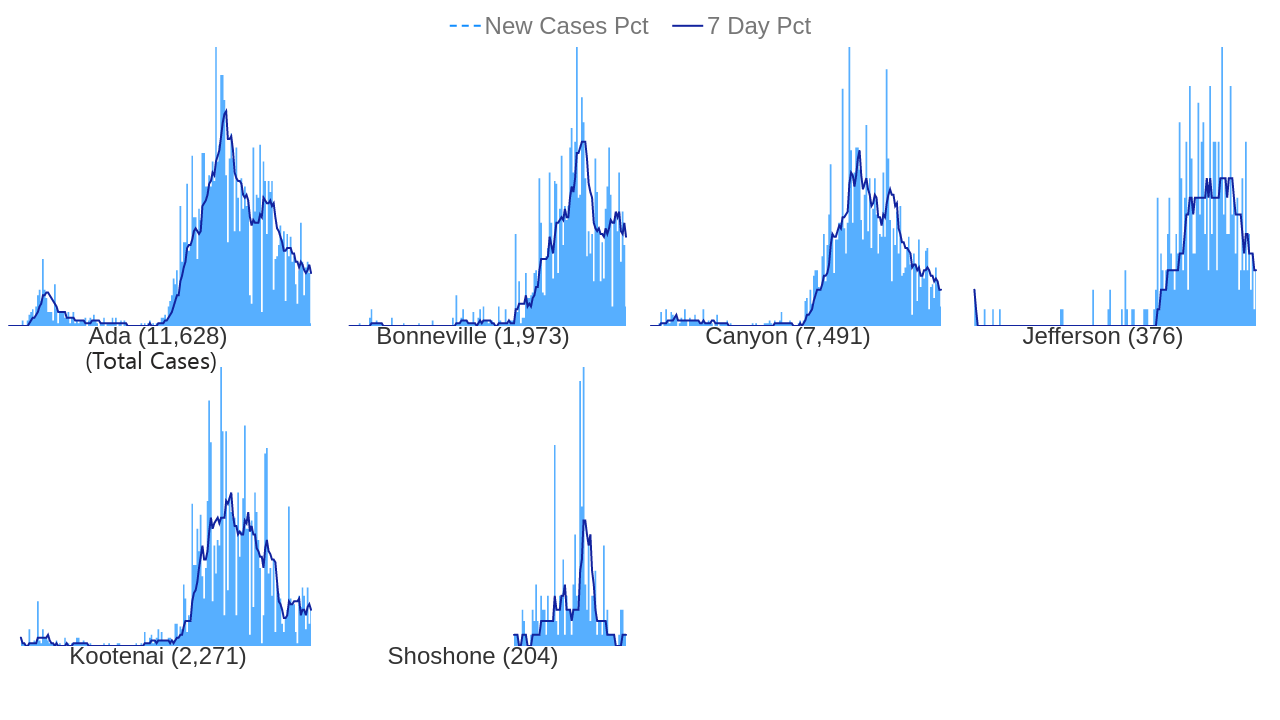 New Cases Pct 7 Day Pct
Ada (11,628)
(Total Cases)
Bonneville (1,973)
Canyon (7,491)
Jefferson (376)
Kootenai (2,271)
Shoshone (204)